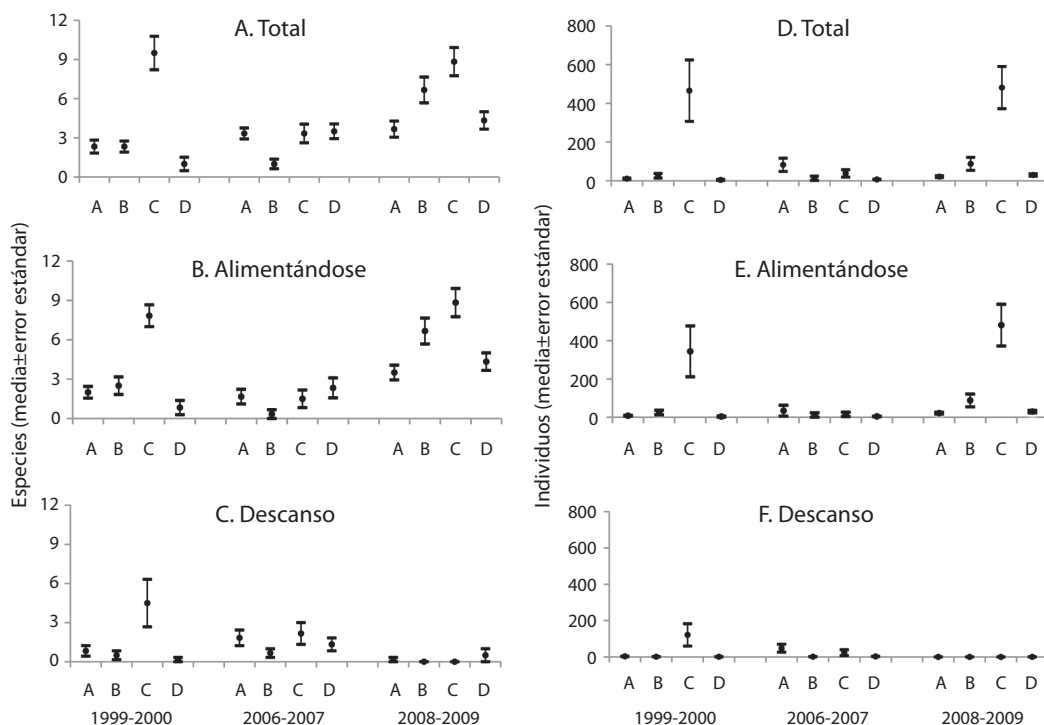 Especies (media±error estándar)
A. Total
12
9
6
3
0
A B C D A B C D A B C D
B. Alimentándose
12
9
6
3
0
A B C D A B C D A B C D
C. Descanso
12
9
6
3
0
A B C D A B C D A B C D
1999-2000 2006-2007 2008-2009
Individuos (media±error estándar)
D. Total
800
600
400
200
0
A B C D A B C D A B C D
E. Alimentándose
800
600
400
200
0
A B C D A B C D A B C D
F. Descanso
800
600
400
200
0
A B C D A B C D A B C D
1999-2000 2006-2007 2008-2009